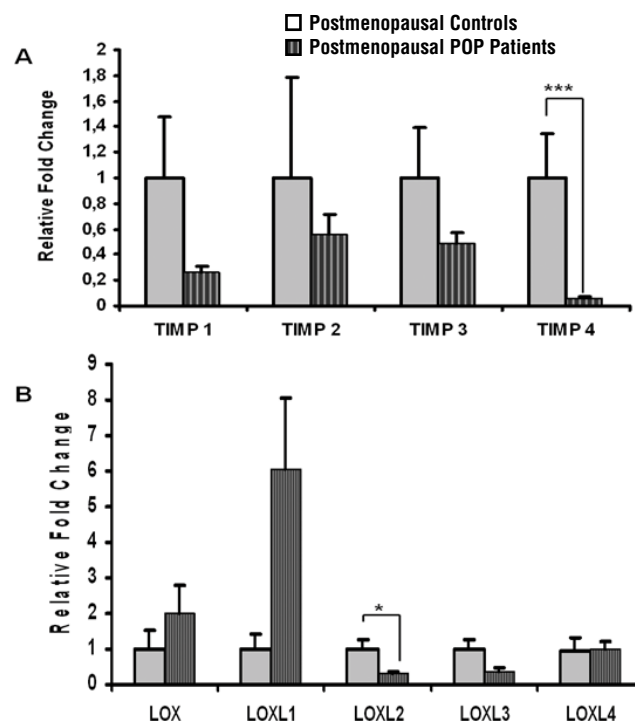 Postmenopausal Controls
Postmenopausal POP Patients
A
Relative Fold Change
2
1,8
1,6
1,4
1,2
1
0,8
0,6
0,4
0,2
0
***
TIMP 1 TIMP 2 TIMP 3 TIMP 4
B
Relative Fold Change
9
8
7
6
5
4
3
2
1
0
*
LOX LOXL1 LOXL2 LOXL3 LOXL4